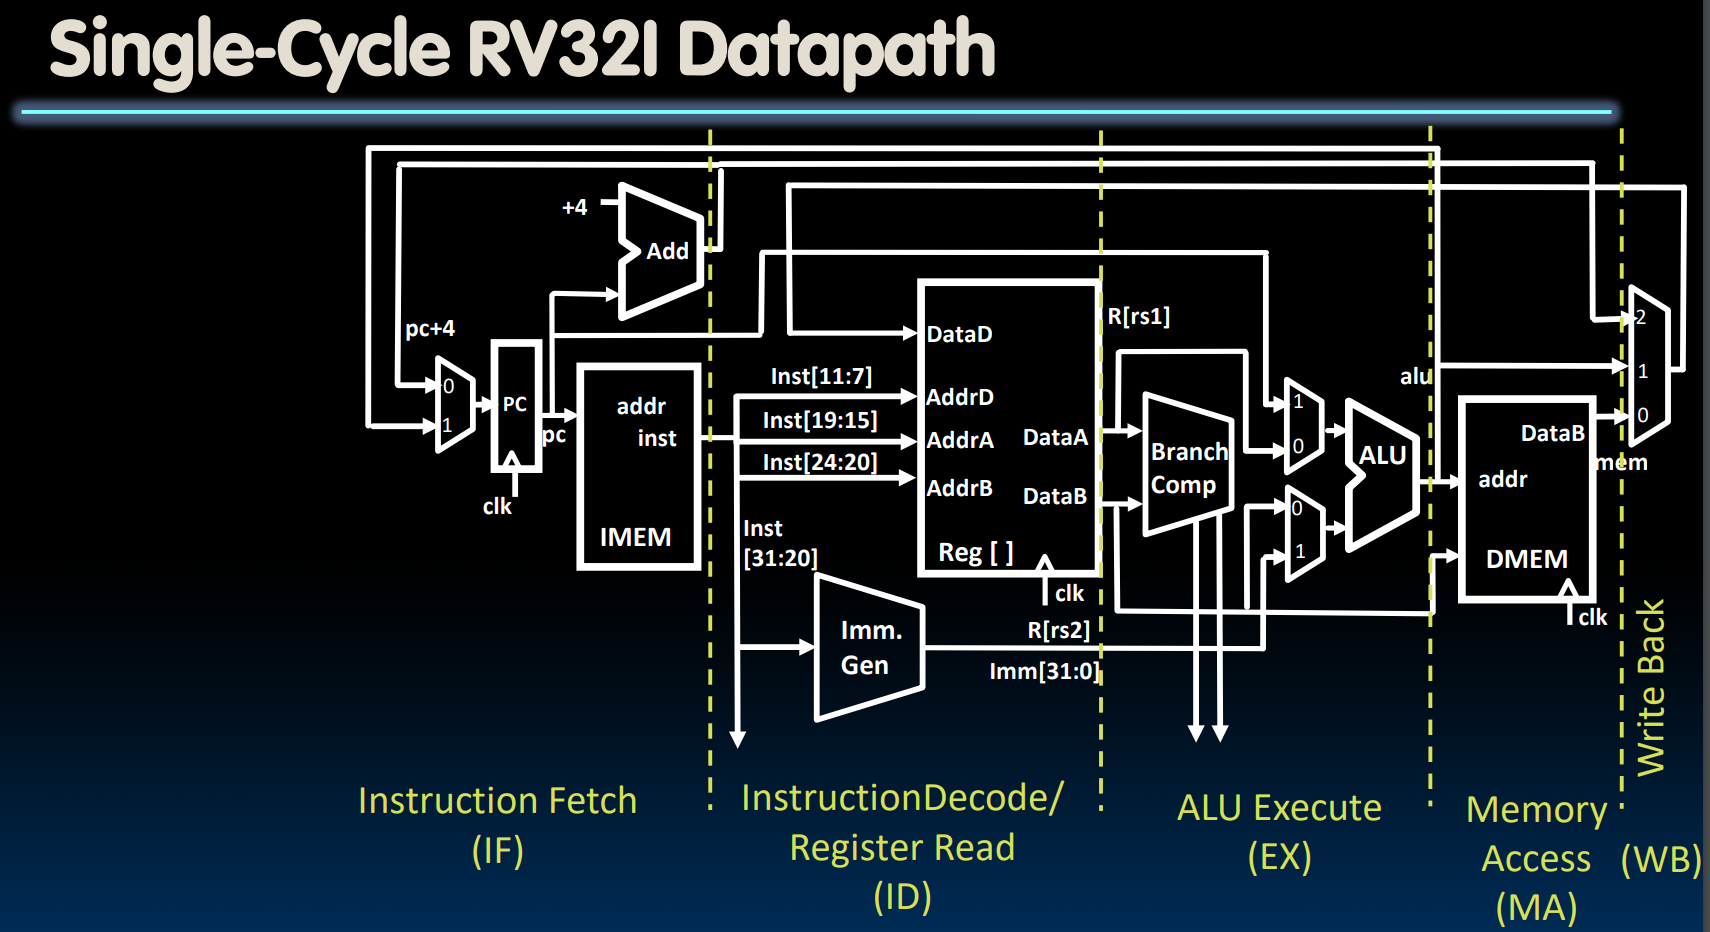 Single-Cycle RV32I Datapath
+4
Add
pc+4
0
1
PC
clk
pc
addr
inst
IMEM
Inst[11:7]
Inst[19:15]
Inst[24:20]
Inst
[31:20]
DataD
AddrD
AddrA
AddrB
DataA
DataB
Reg [ ]
clk
Imm.
Gen
R[rs1]
R[rs2]
Imm[31:0]
Branch
Comp
1
0
0
1
ALU
alu
addr
DataB
DMEM
clk
mem
2
1
0
Instruction Fetch
(IF)
InstructionDecode/
Register Read
(ID)
ALU Execute
(EX)
Memory
Access
(MA)
Write Back
(WB)